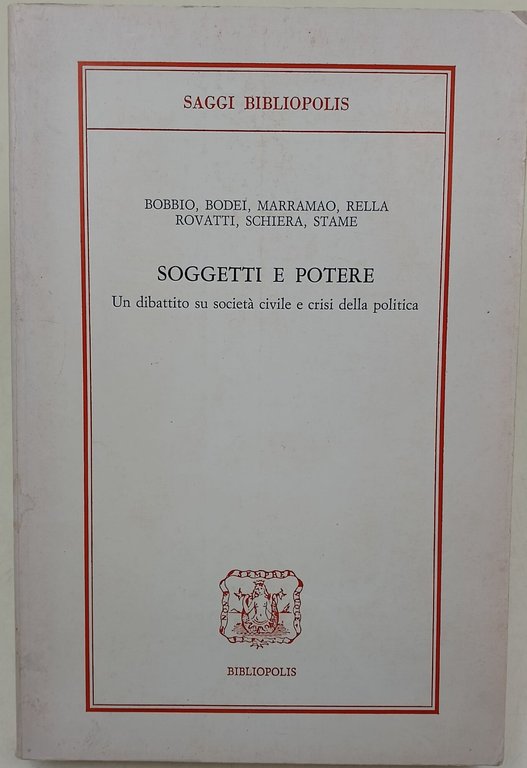 SAGGI BIBLIOPOLIS
BOBBIO, BODEI, MARRAMAO, RELLA
ROVATTI, SCHIERA, STAME
SOGGETTI E POTERE
Un dibattito su società civile e crisi della politica
BIBLIOPOLIS